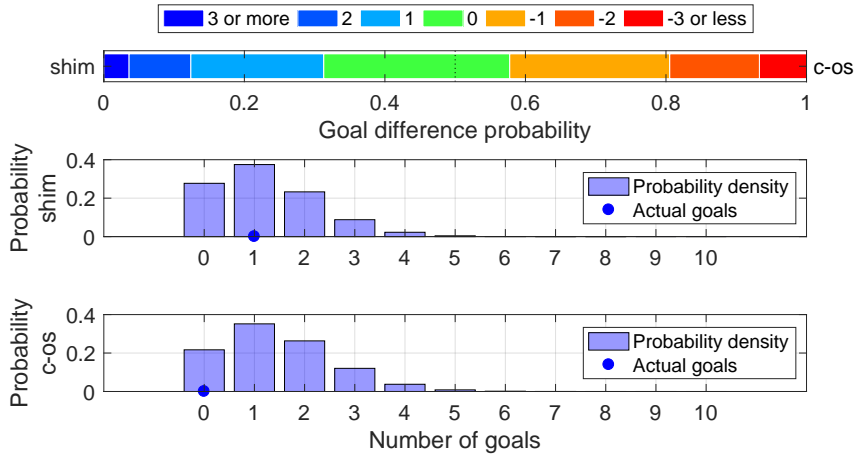 3 or more 2 1 0 -1 -2 -3 or less
shim c-os
0 0.2 0.4 0.6 0.8 1
Goal difference probability
Probability
shim
0.4
0.2
0
Probability density
Actual goals
0 1 2 3 4 5 6 7 8 9 10
Probability
c-os
0.4
0.2
0
Probability density
Actual goals
0 1 2 3 4 5 6 7 8 9 10
Number of goals